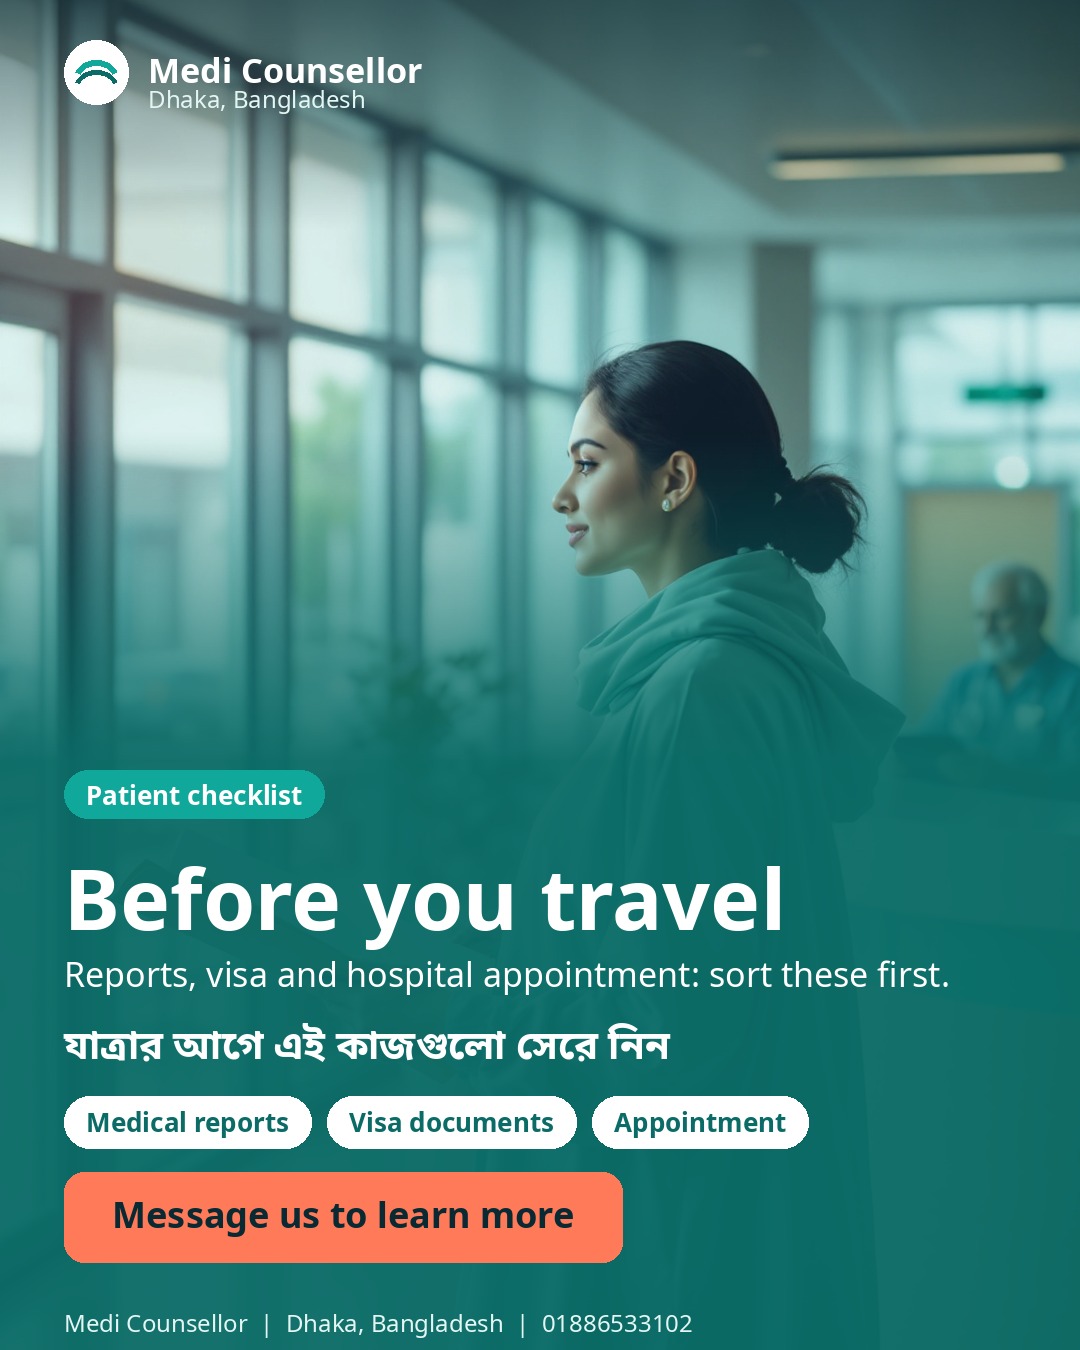 Medi Counsellor
Dhaka, Bangladesh
Patient checklist
Before you travel
Reports, visa and hospital appointment: sort these first.
যাত্রার আগে এই কাজগুলো সেরে নিন
Medical reports Visa documents Appointment
Message us to learn more
Medi Counsellor | Dhaka, Bangladesh | 01886533102